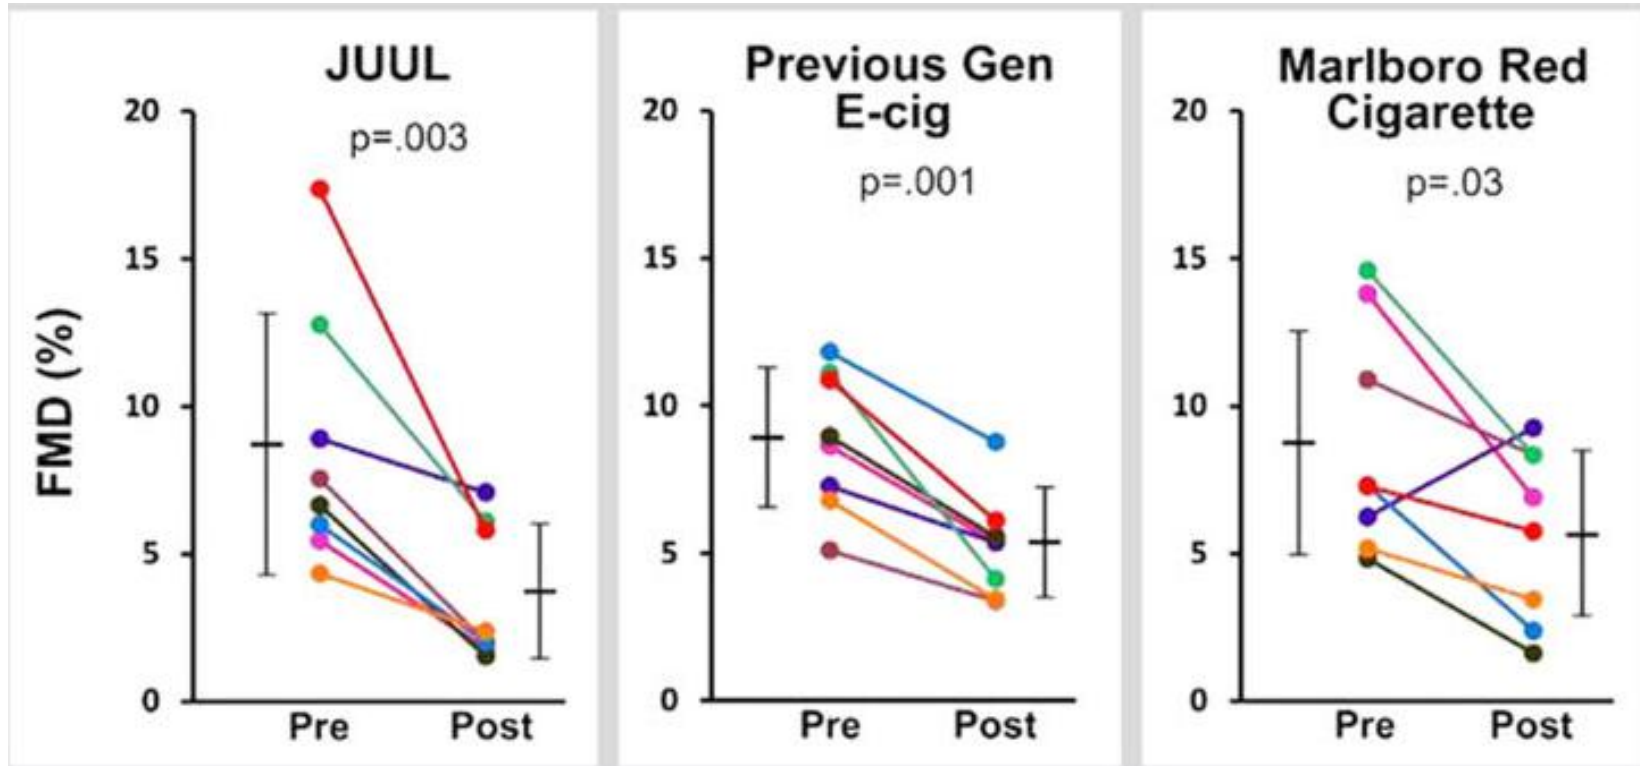 FMD (%)
JUUL
p=.003
20
15
10
5
0
Pre Post
Previous Gen
E-cig
p=.001
20
15
10
5
0
Pre Post
Marlboro Red
Cigarette
p=.03
20
15
10
5
0
Pre Post